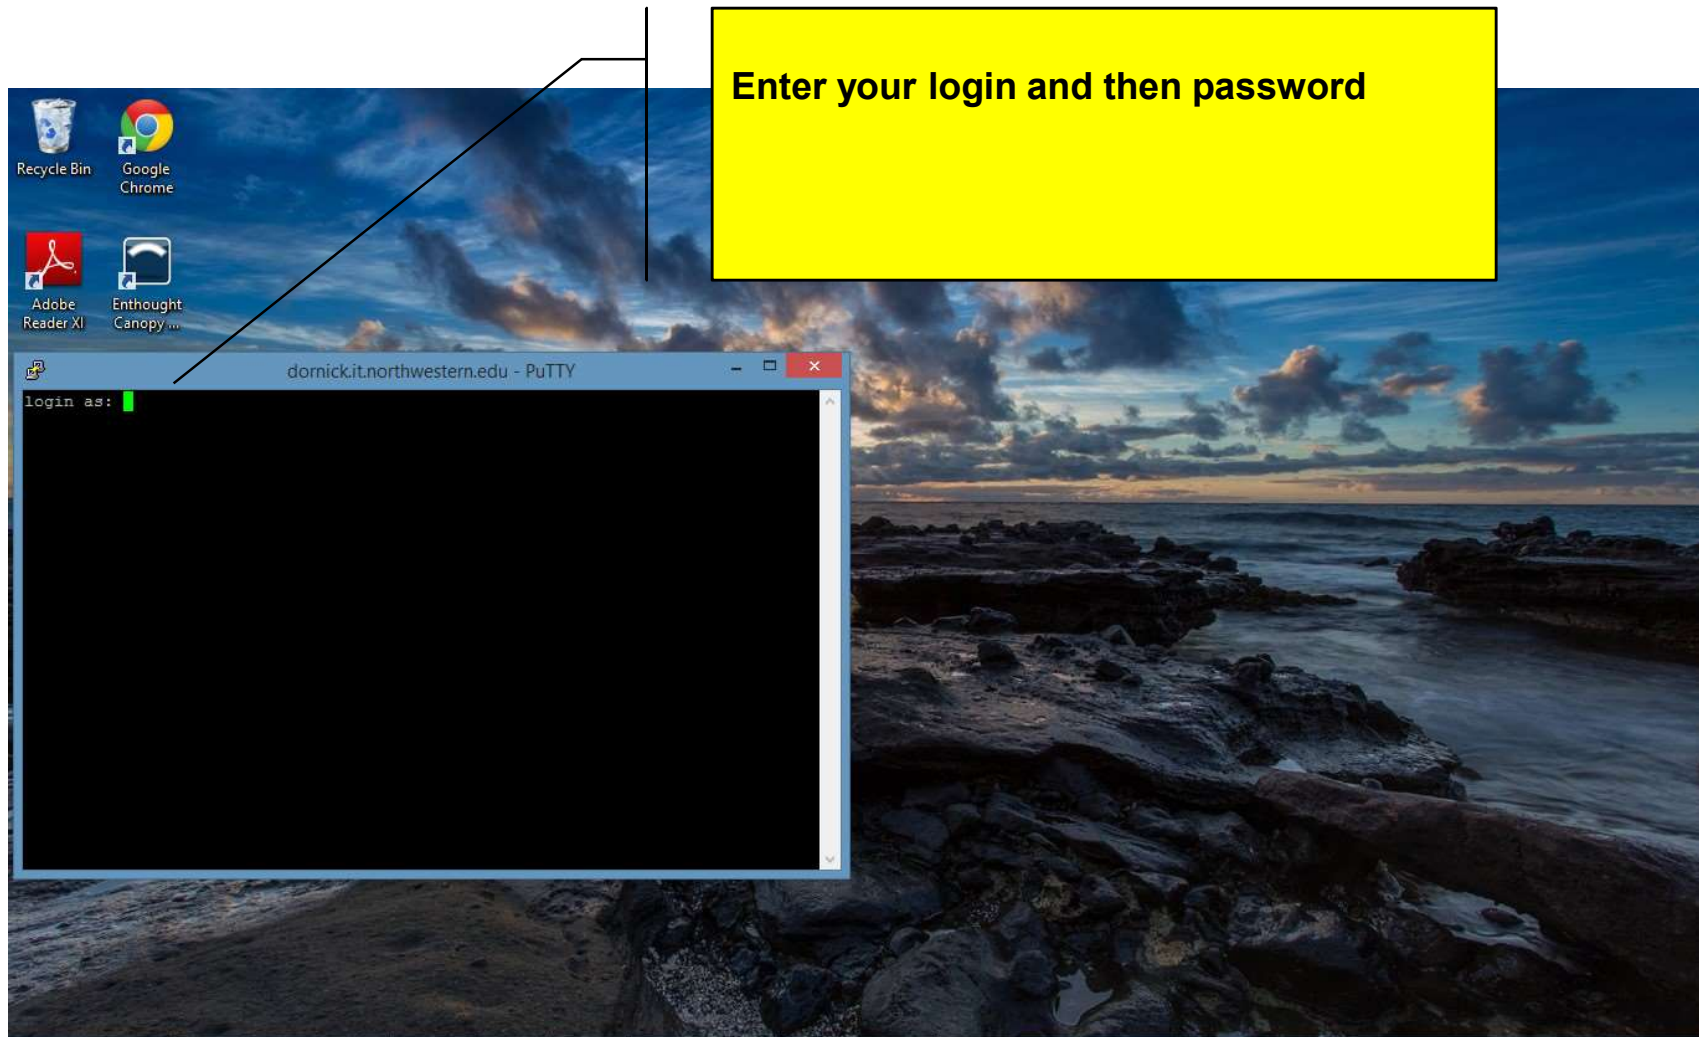 Enter your login and then password
Recycle Bin
Google
Chrome
Adobe
Reader XI
Enthought
Canopy ...
dornick.it.northwestern.edu - PuTTY
login as: